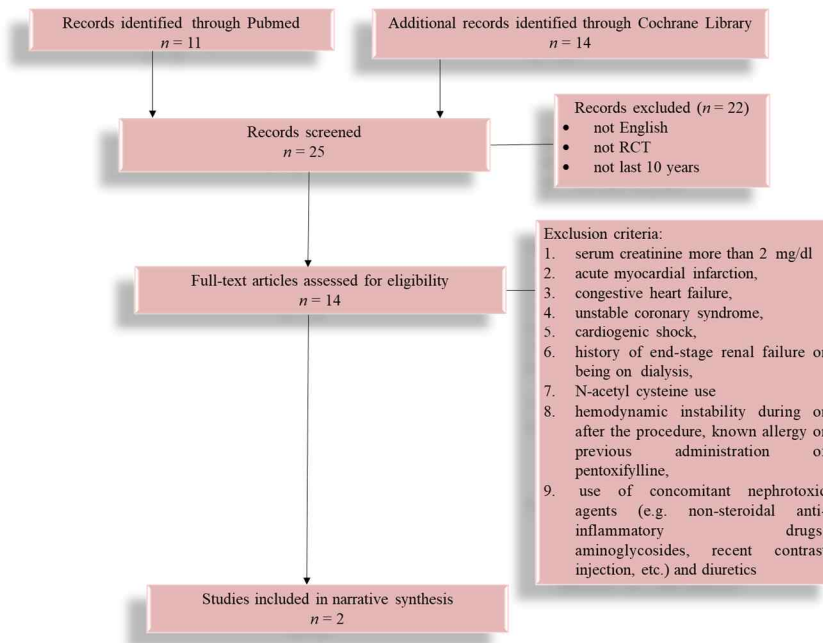 Records identified through Pubmed
n = 11
Additional records identified through Cochrane Library
n = 14
Records screened
n = 25
Records excluded (n = 22)
• not English
• not RCT
• not last 10 years
Full-text articles assessed for eligibility
n = 14
Exclusion criteria:
1. serum creatinine more than 2 mg/dl
2. acute myocardial infarction,
3. congestive heart failure,
4. unstable coronary syndrome,
5. cardiogenic shock,
6. history of end-stage renal failure or
being on dialysis,
7. N-acetyl cysteine use
8. hemodynamic instability during or
after the procedure, known allergy or
previous administration of
pentoxifylline,
9. use of concomitant nephrotoxic
agents (e.g. non-steroidal anti-
inflammatory drugs
aminoglycosides, recent contrast
injection, etc.) and diuretics
Studies included in narrative synthesis
n = 2